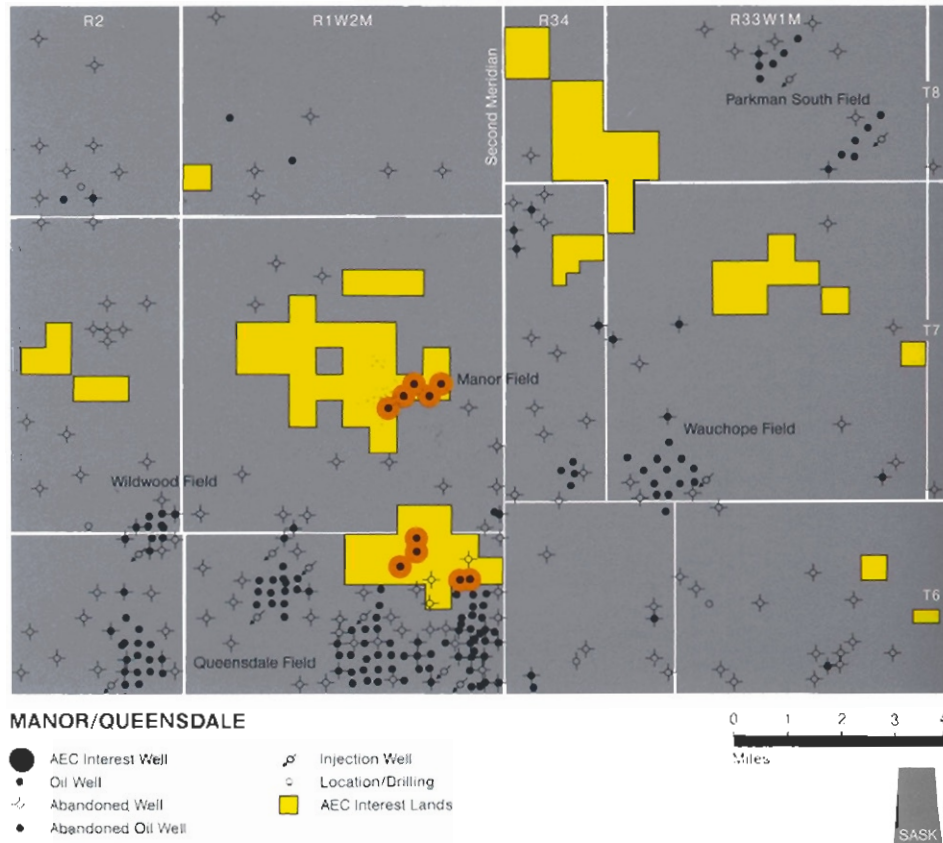 R2
R1W2M
R34
R33W1M
Second Meridian
T8
Parkman South Field
T7
Manor Field
Wauchope Field
Wildwood Field
T6
Queensdale Field
MANOR/QUEENSDALE
AEC Interest Well
Oil Well
Abandoned Well
Abandoned Oil Well
Injection Well
Location/Drilling
AEC Interest Lands
0 1 2 3 4
Miles
SASK